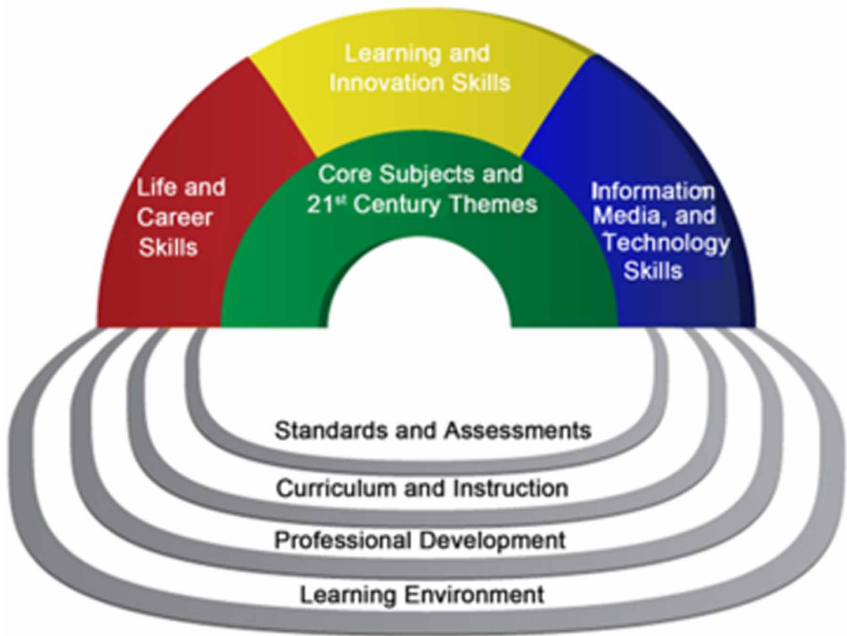 Learning and
Innovation Skills
Core Subjects and
21st Century Themes
Life and
Career
Skills
Information
Media, and
Technology
Skills
Standards and Assessments
Curriculum and Instruction
Professional Development
Learning Environment